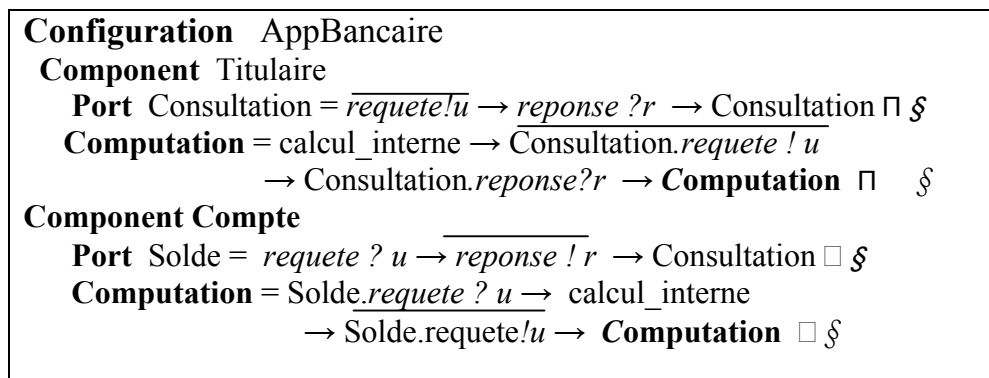 Configuration AppBancaire
Component Titulaire
Port Consultation = requete!u → reponse ?r → Consultation Π §
Computation = calcul_interne → Consultation.requete ! u
→ Consultation.reponse?r → Computation Π §
Component Compte
Port Solde = requete ? u → reponse ! r → Consultation □ §
Computation = Solde.requete ? u → calcul_interne
→ Solde.requete!u → Computation □ §